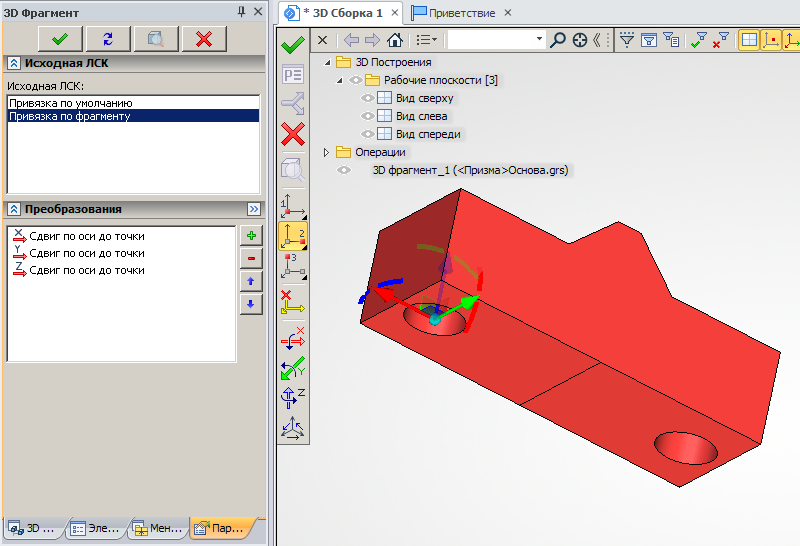 3D Фрагмент
Исходная ЛСК
Исходная ЛСК:
Привязка по умолчанию
Привязка по фрагменту
Преобразования
X Сдвиг по оси до точки
Y Сдвиг по оси до точки
Z Сдвиг по оси до точки
3D ...
Эле...
Мен...
Пар...
* 3D Сборка 1
Приветствие
3D Построения
Рабочие плоскости [3]
Вид сверху
Вид слева
Вид спереди
Операции
3D фрагмент_1 (<Призма>Основа.grs)
1
2
3
X
X
Y
Z